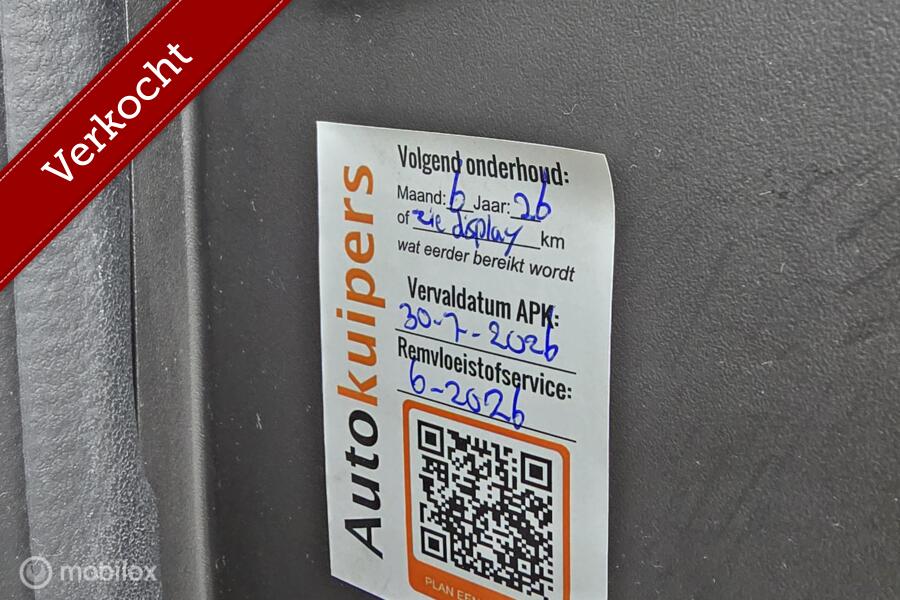 Verkocht
Autokuipers
Volgend onderhoud:
Maand: 6 Jaar: 26
of zie display km
wat eerder bereikt wordt
Vervaldatum APK:
30-7-2026
Remvloeistofservice:
6-2026
PLAN
mobilox